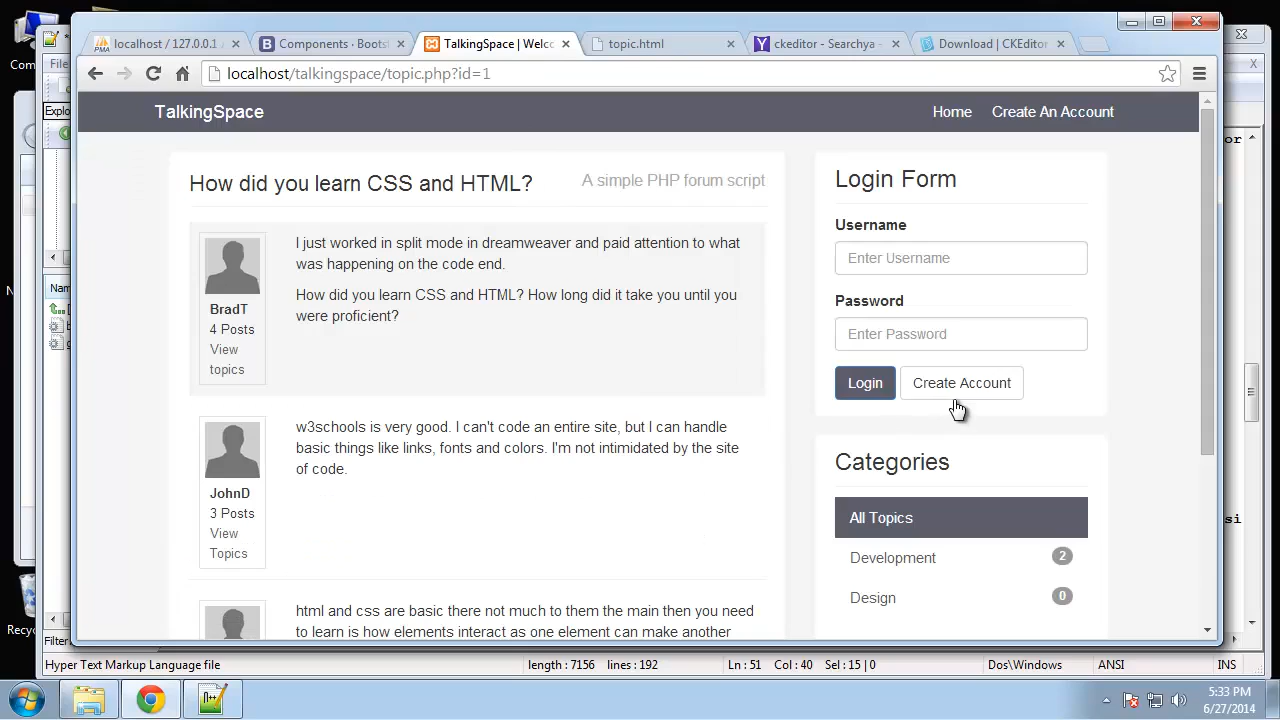 localhost / 127.0.0.1
Components · Boots
TalkingSpace | Welc
topic.html
ckeditor - Searchya -
Download | CKEditor
localhost/talkingspace/topic.php?id=1
TalkingSpace
Home
Create An Account
How did you learn CSS and HTML?
A simple PHP forum script
I just worked in split mode in dreamweaver and paid attention to what
was happening on the code end.
How did you learn CSS and HTML? How long did it take you until you
were proficient?
BradT
4 Posts
View
topics
w3schools is very good. I can't code an entire site, but I can handle
basic things like links, fonts and colors. I'm not intimidated by the site
of code.
JohnD
3 Posts
View
Topics
html and css are basic there not much to them the main then you need
to learn is how elements interact as one element can make another
Login Form
Username
Enter Username
Password
Enter Password
Login
Create Account
Categories
All Topics
Development
2
Design
0
Com
File
Explo
Nam
Recyc
Filter
or
si
Hyper Text Markup Language file
length : 7156
lines : 192
Ln : 51
Col : 40
Sel : 15 | 0
Dos\Windows
ANSI
INS
5:33 PM
6/27/2014